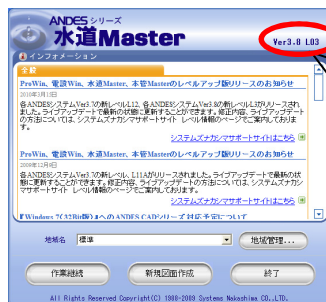 ANDES シリーズ
水道Master
Ver3.8 L03
インフォメーション
全般
ProWin、電設Win、水道Master、本管Masterのレベルアップ版リリースのお知らせ
2010年3月12日
各ANDESシステムVer3.7の新レベルL12、各ANDESシステムVer3.8の新レベルL3がリリースされ
ました。ライブアップデートで最新の状態に更新することができます。修正内容、ライブアップデート
の方法については、システムズナカシマサポートサイト レベル情報のページでご案内しておりま
す。
システムズナカシマサポートサイトはこちら
ProWin、電設Win、水道Master、本管Masterのレベルアップ版リリースのお知らせ
2009年12月8日
各ANDESシステムVer3.7の新レベル、L11Aがリリースされました。ライブアップデートで最新の状
態に更新することができます。修正内容、ライブアップデートの方法については、システムズナカシ
マサポートサイト レベル情報のページでご案内しております。
システムズナカシマサポートサイトはこちら
『Windows 7(32Bit版)』へのANDES CADシリーズ対応予定について
地域名 標準
地域管理...
作業継続
新規図面作成
終了
All Rights Reserved Copyright(C) 1988-2009 Systems Nakashima CO.,LTD.